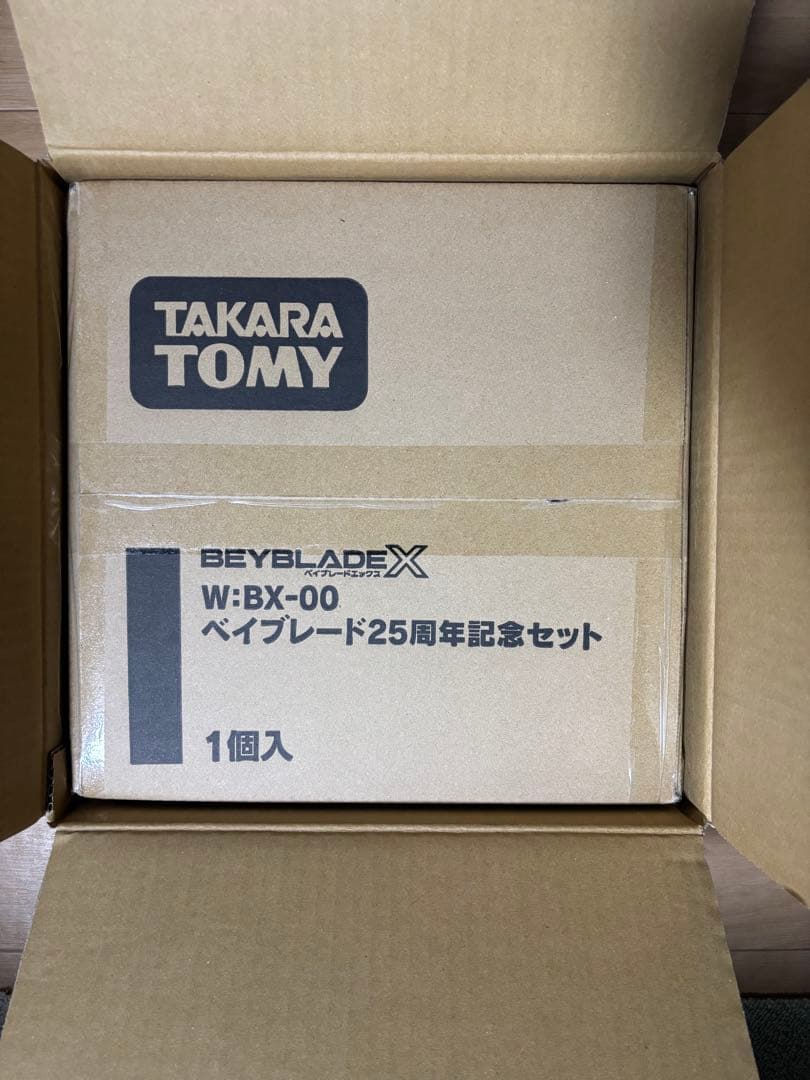 TAKARA
TOMY
BEYBLADE X
ベイブレードエックス
W:BX-00
ベイブレード25周年記念セット
1個入